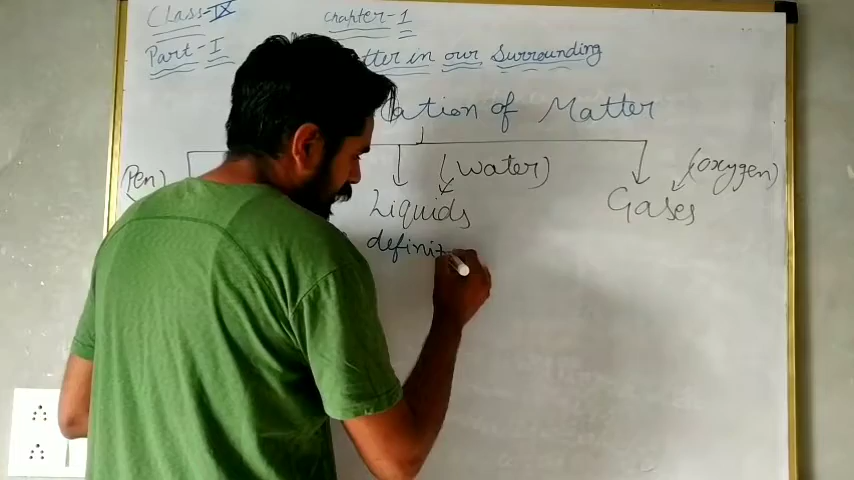 Class-IX
Chapter-1
Part-I
tter in our Surrounding
ation of Matter
(Pen)
(water)
(oxygen)
Liquids
Gases
definit